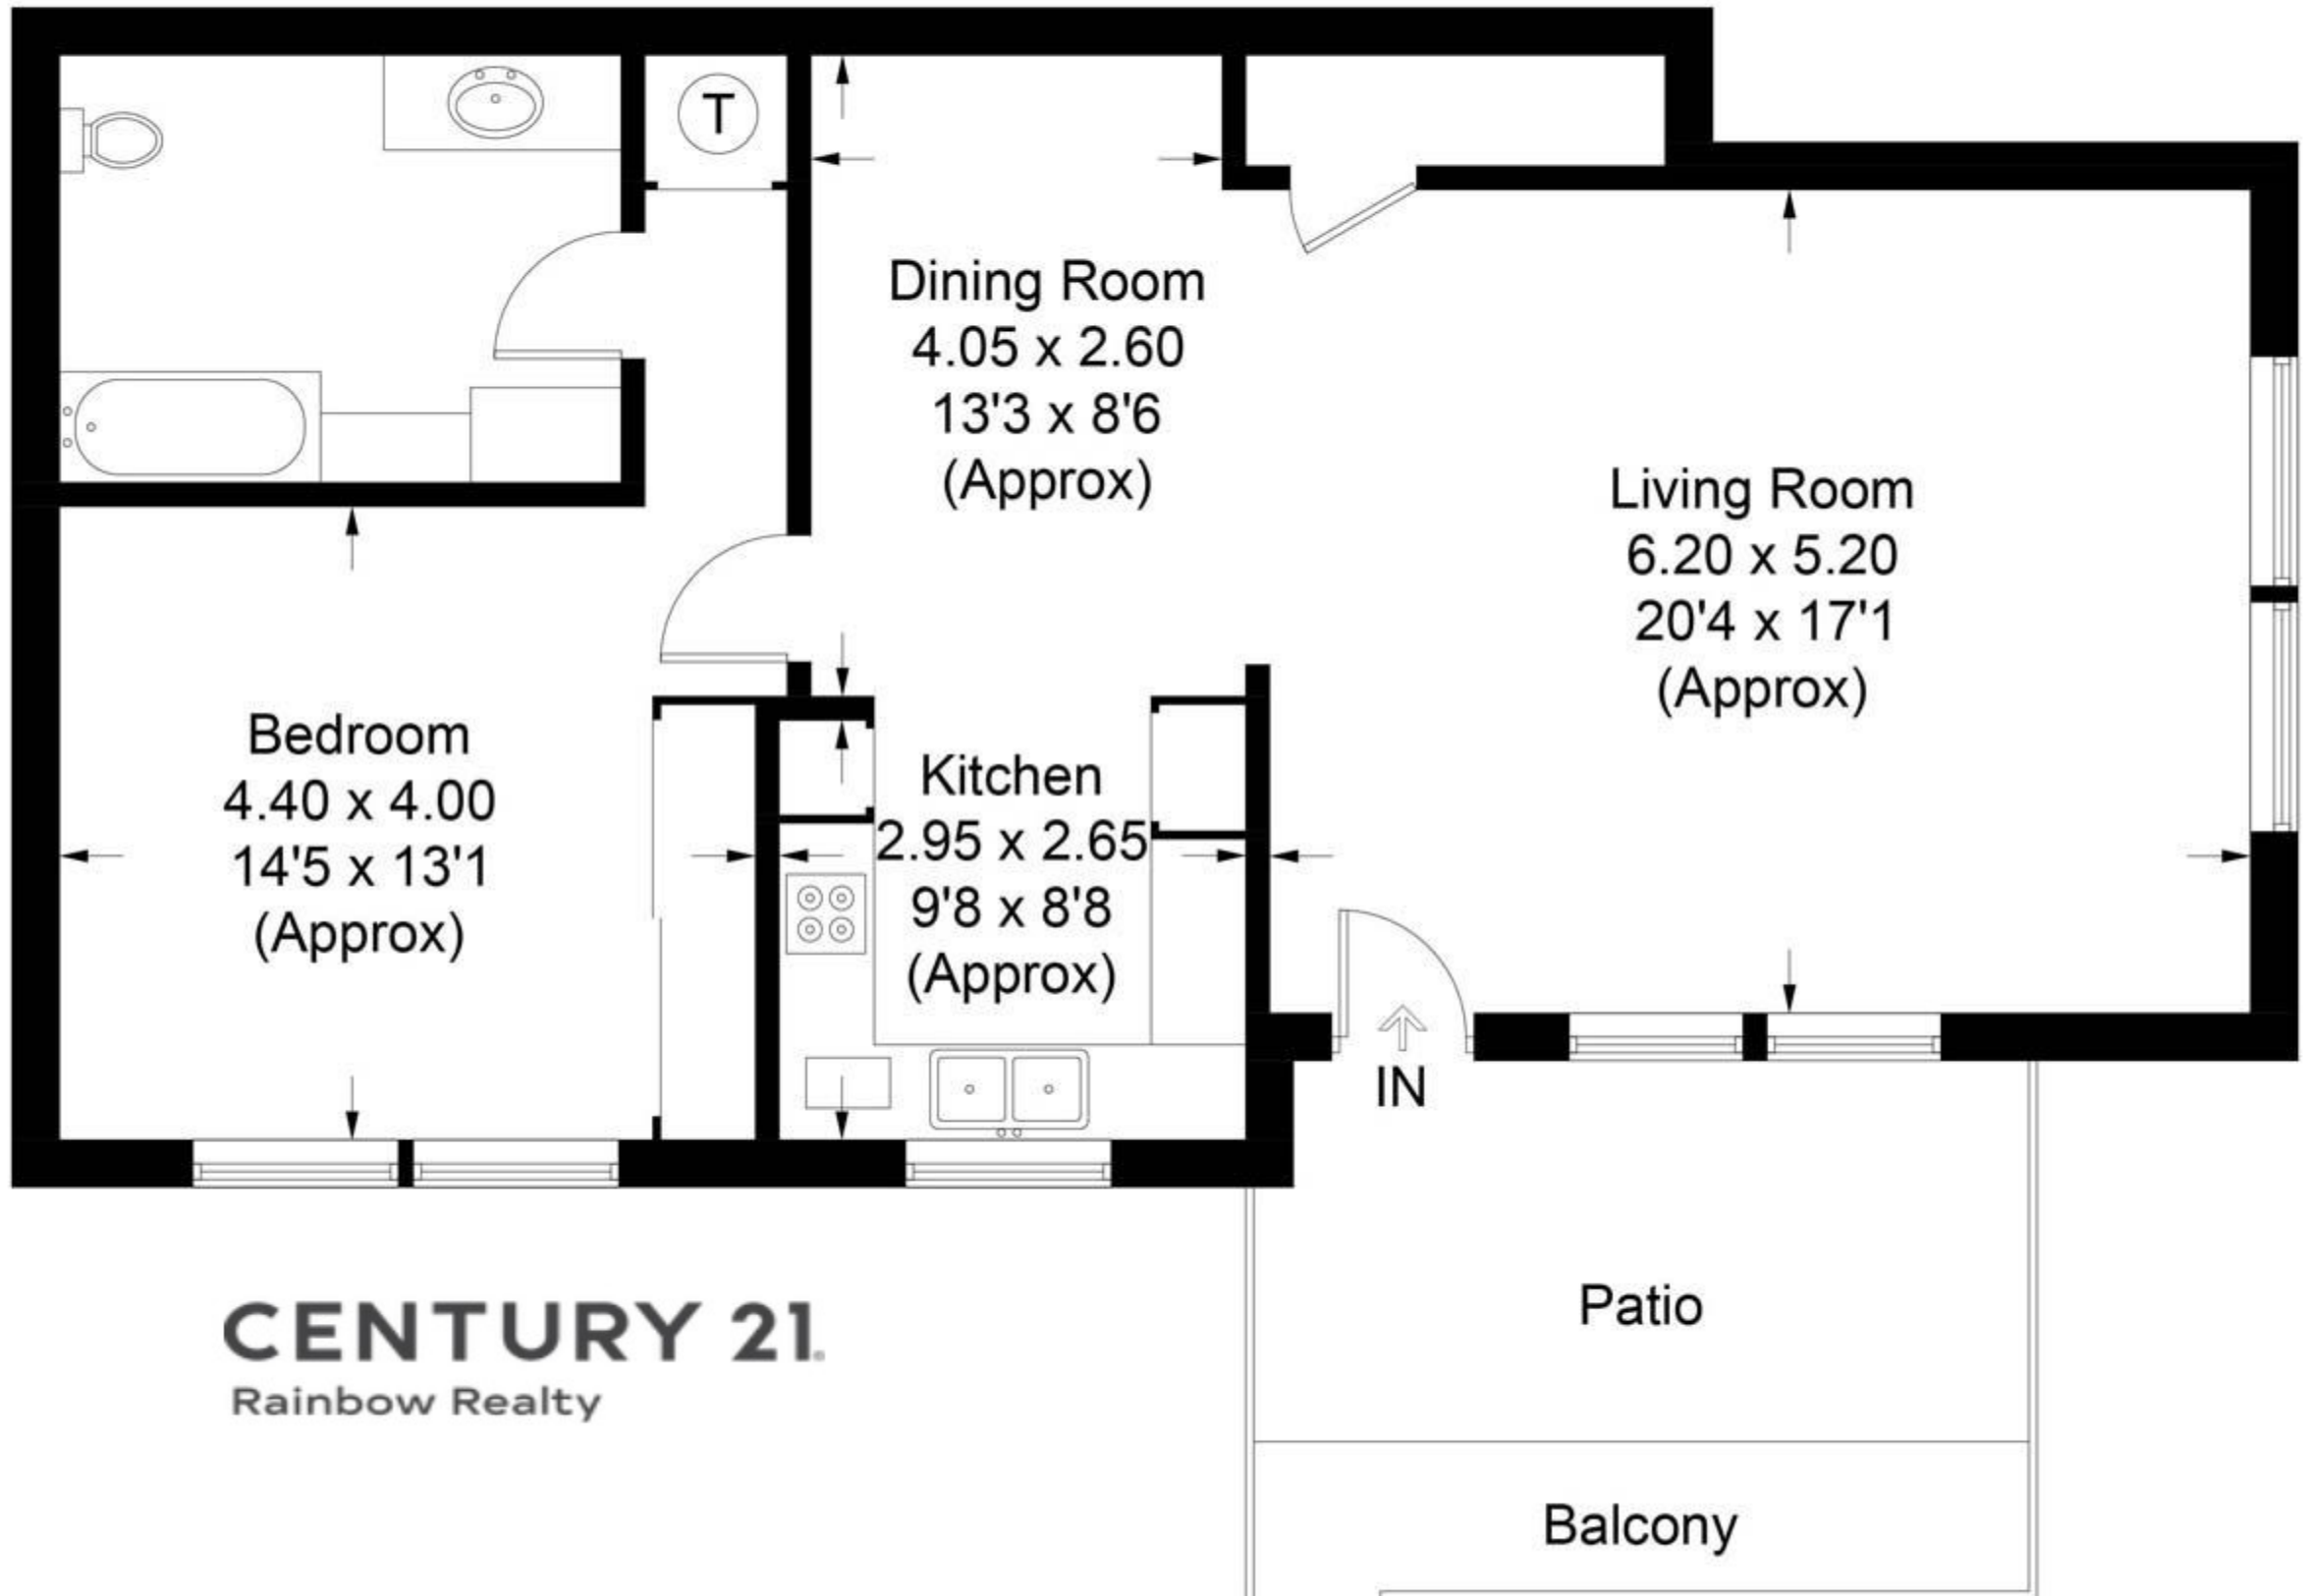 T
Dining Room
4.05 x 2.60
13'3 x 8'6
(Approx)
Living Room
6.20 x 5.20
20'4 x 17'1
(Approx)
Bedroom
4.40 x 4.00
14'5 x 13'1
(Approx)
Kitchen
2.95 x 2.65
9'8 x 8'8
(Approx)
IN
Patio
Balcony
CENTURY 21
Rainbow Realty